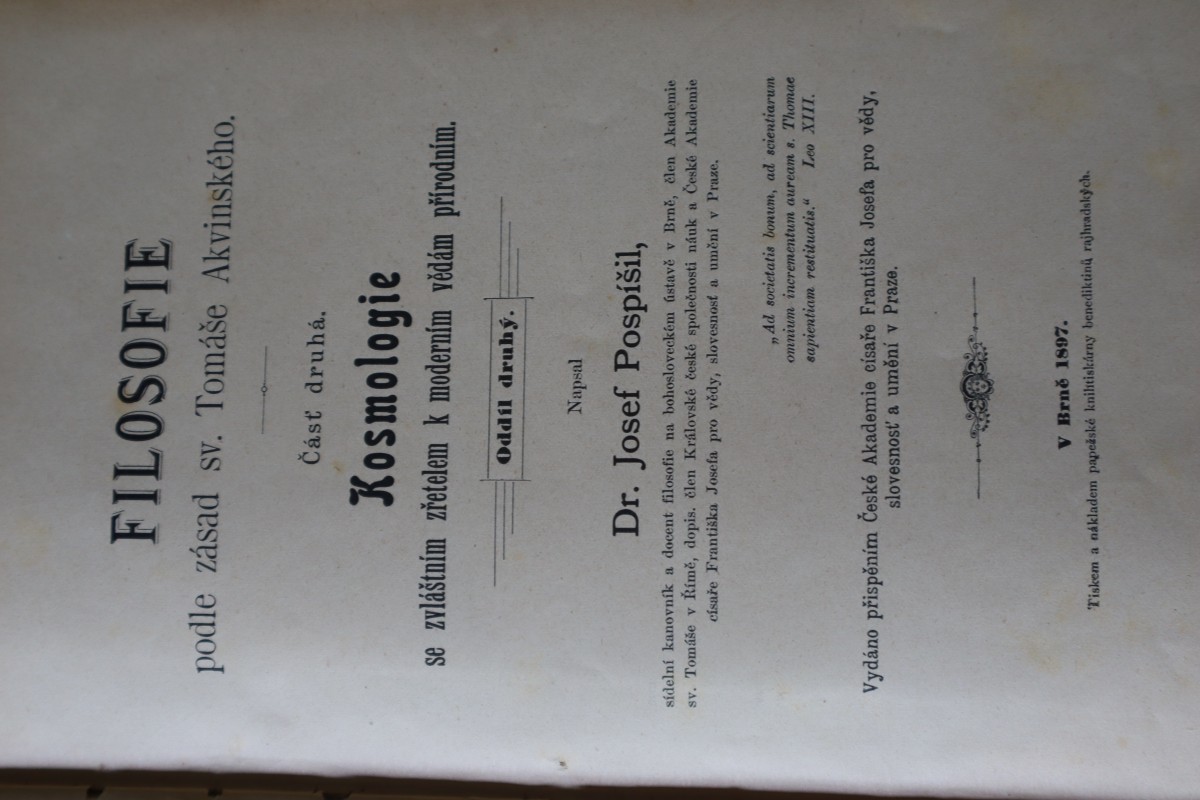 FILOSOFIE
podle zásad sv. Tomáše Akvinského.
Část druhá.
Kosmologie
se zvláštním zřetelem k moderním vědám přírodním.
Oddíl druhý.
Napsal
Dr. Josef Pospíšil,
sídelní kanovník a docent filosofie na bohosloveckém ústavě v Brně, člen Akademie
sv. Tomáše v Římě, dopis. člen Královské české společnosti náuk a České Akademie
císaře Františka Josefa pro vědy, slovesnosť a umění v Praze.
„Ad societatis bonum, ad scientiarum
omnium incrementum auream s. Thomae
sapientiam restituatis.“ Leo XIII.
Vydáno přispěním České Akademie císaře Františka Josefa pro vědy,
slovesnosť a umění v Praze.
V Brně 1897.
Tiskem a nákladem papežské knihtiskárny benediktinů rajhradských.